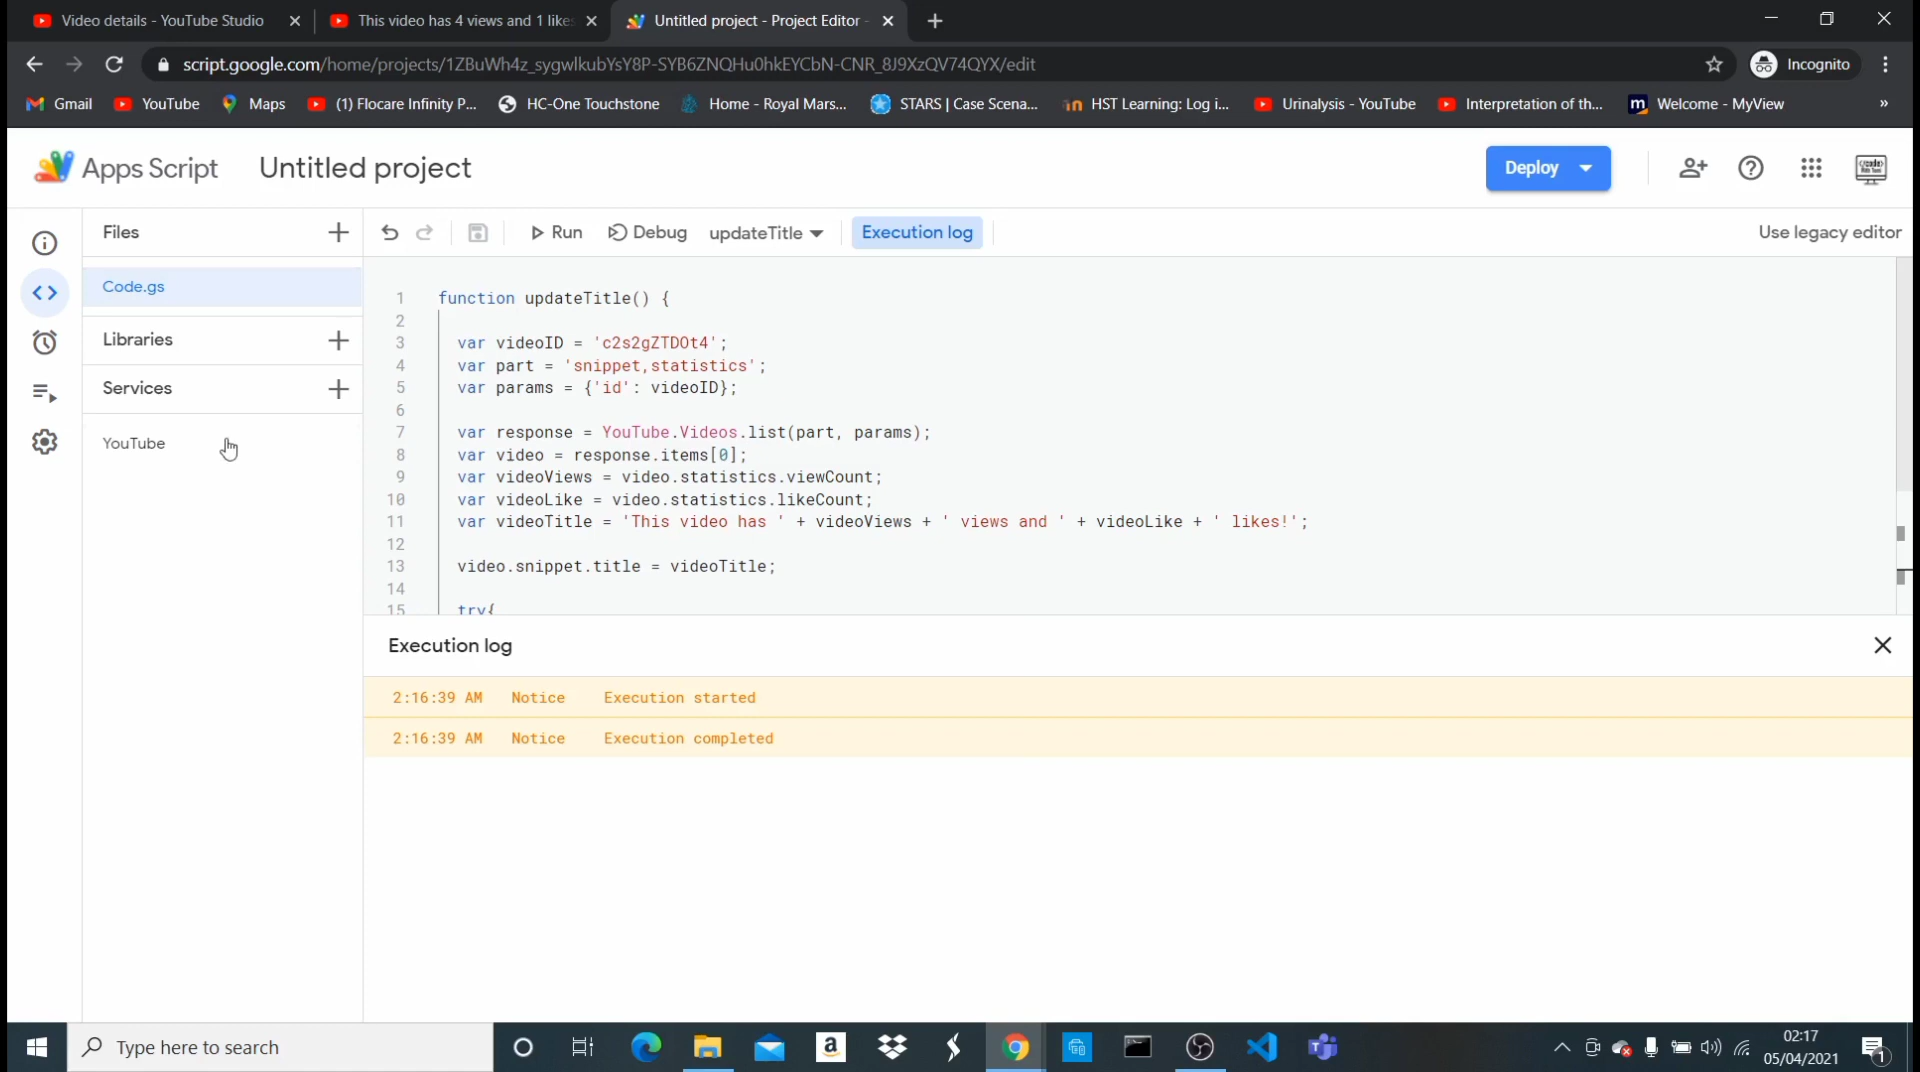 Video details - YouTube Studio
This video has 4 views and 1 likes
Untitled project - Project Editor -
script.google.com/home/projects/1ZBuWh4z_sygwlkubYsY8P-SYB6ZNQHu0hkEYCbN-CNR_8J9XzQV74QYX/edit
Incognito
Gmail
YouTube
Maps
(1) Flocare Infinity P...
HC-One Touchstone
Home - Royal Mars...
STARS | Case Scena...
HST Learning: Log i...
Urinalysis - YouTube
Interpretation of th...
Welcome - MyView
»
Apps Script
Untitled project
Deploy
Files
Run
Debug
updateTitle
Execution log
Use legacy editor
Code.gs
Libraries
Services
YouTube
1 function updateTitle() {
2
3 var videoID = 'c2s2gZTDOt4';
4 var part = 'snippet,statistics';
5 var params = {'id': videoID};
6
7 var response = YouTube.Videos.list(part, params);
8 var video = response.items[0];
9 var videoViews = video.statistics.viewCount;
10 var videoLike = video.statistics.likeCount;
11 var videoTitle = 'This video has ' + videoViews + ' views and ' + videoLike + ' likes!';
12
13 video.snippet.title = videoTitle;
14
15 try{
Execution log
2:16:39 AM Notice Execution started
2:16:39 AM Notice Execution completed
Type here to search
02:17
05/04/2021
1